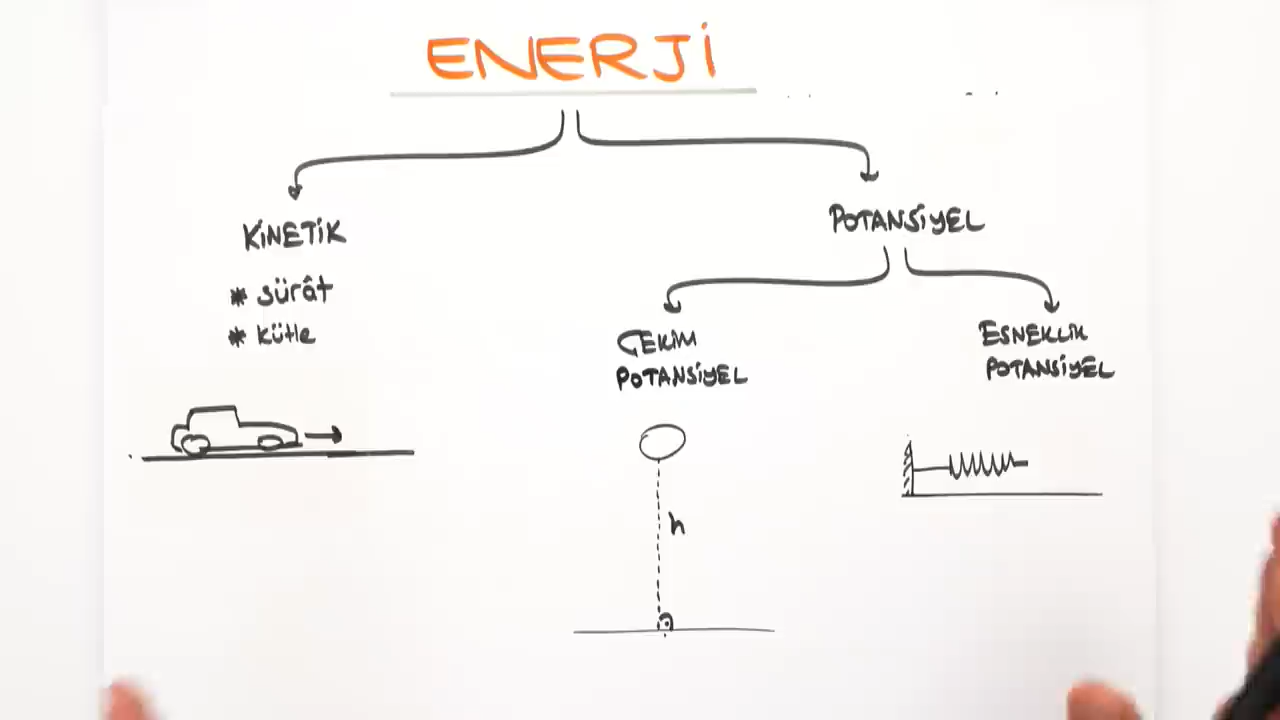 ENERJİ
KİNETİK
* sürât
* kütle
POTANSİYEL
ÇEKİM
POTANSİYEL
h
ESNEKLİK
POTANSİYEL